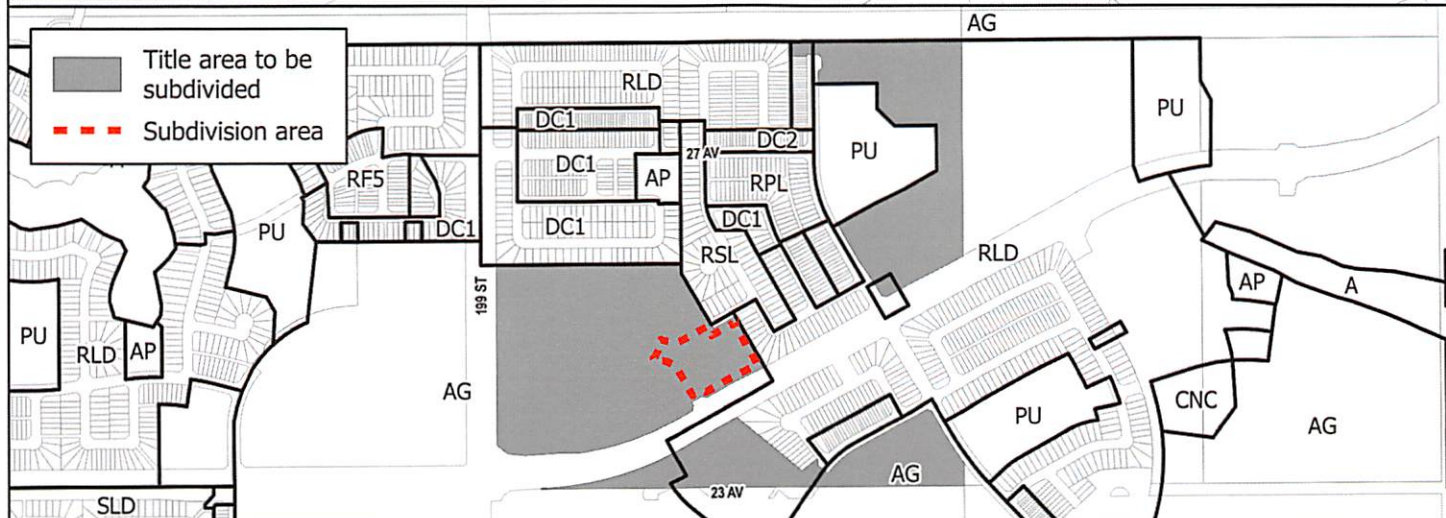 AG
Title area to be
subdivided
Subdivision area
RLD
PU
DC1
DC2
27 AV
PU
DC1
AP
RPL
RF5
PU
DC1
DC1
DC1
RSL
RLD
AP
A
199 ST
PU
RLD
AP
AG
CNC
PU
AG
AG
23 AV
SLD